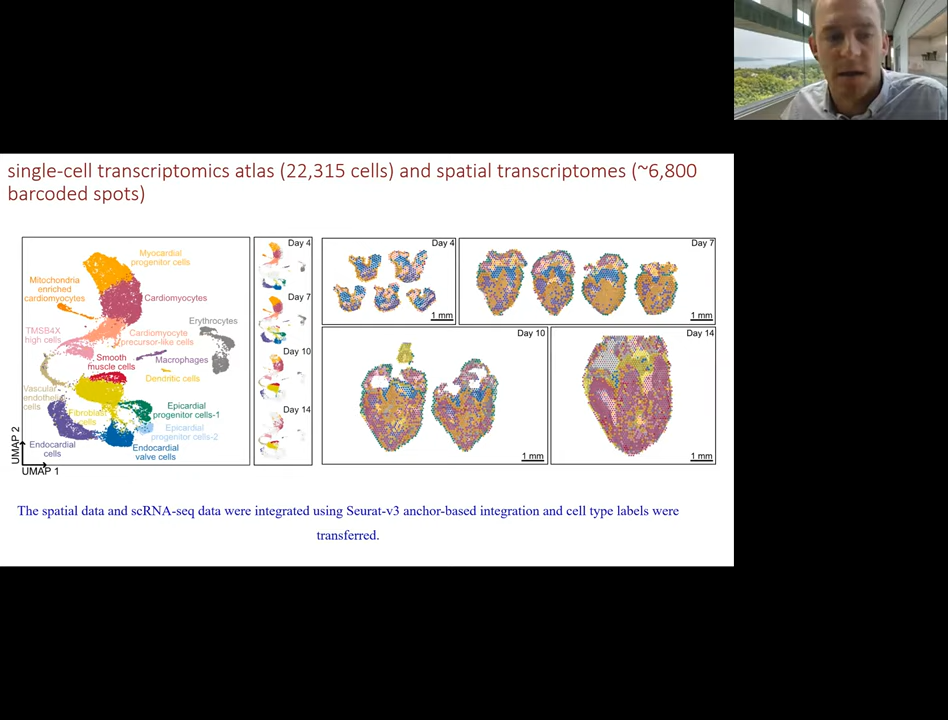 single-cell transcriptomics atlas (22,315 cells) and spatial transcriptomes (~6,800
barcoded spots)
Myocardial
progenitor cells
Mitochondria
enriched
cardiomyocytes
Cardiomyocytes
TMSB4X
high cells
Cardiomyocyte
precursor-like cells
Erythrocytes
Smooth
muscle cells
Macrophages
Dendritic cells
Vascular
endothelial
cells
Fibroblast
cells
Epicardial
progenitor cells-1
Epicardial
progenitor cells-2
Endocardial
cells
Endocardial
valve cells
UMAP 2
UMAP 1
Day 4
Day 7
Day 10
Day 14
Day 4
1 mm
Day 7
1 mm
Day 10
1 mm
Day 14
1 mm
The spatial data and scRNA-seq data were integrated using Seurat-v3 anchor-based integration and cell type labels were
transferred.